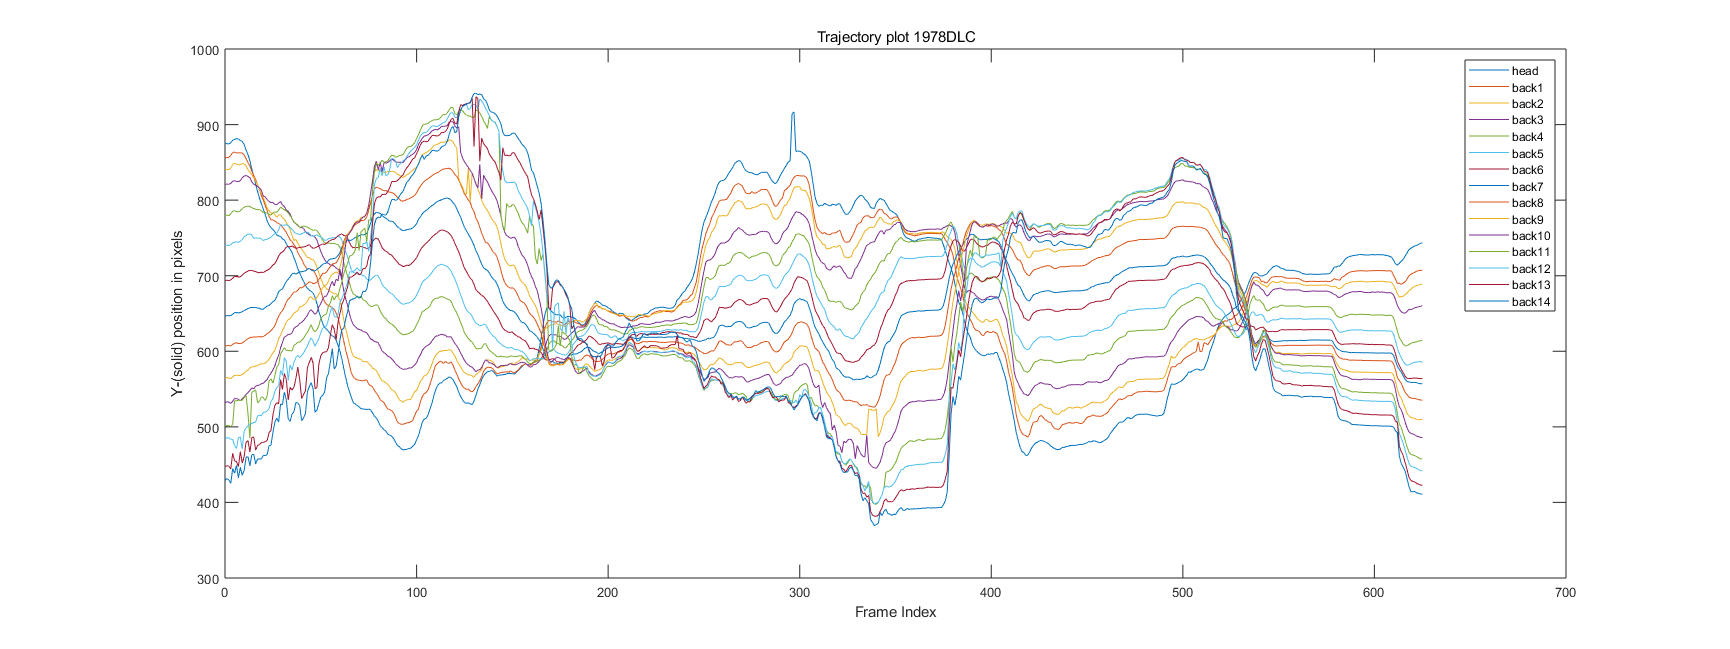 Trajectory plot 1978DLC
1000
900
800
700
600
500
400
300
Y-(solid) position in pixels
0 100 200 300 400 500 600 700
Frame Index
head
back1
back2
back3
back4
back5
back6
back7
back8
back9
back10
back11
back12
back13
back14